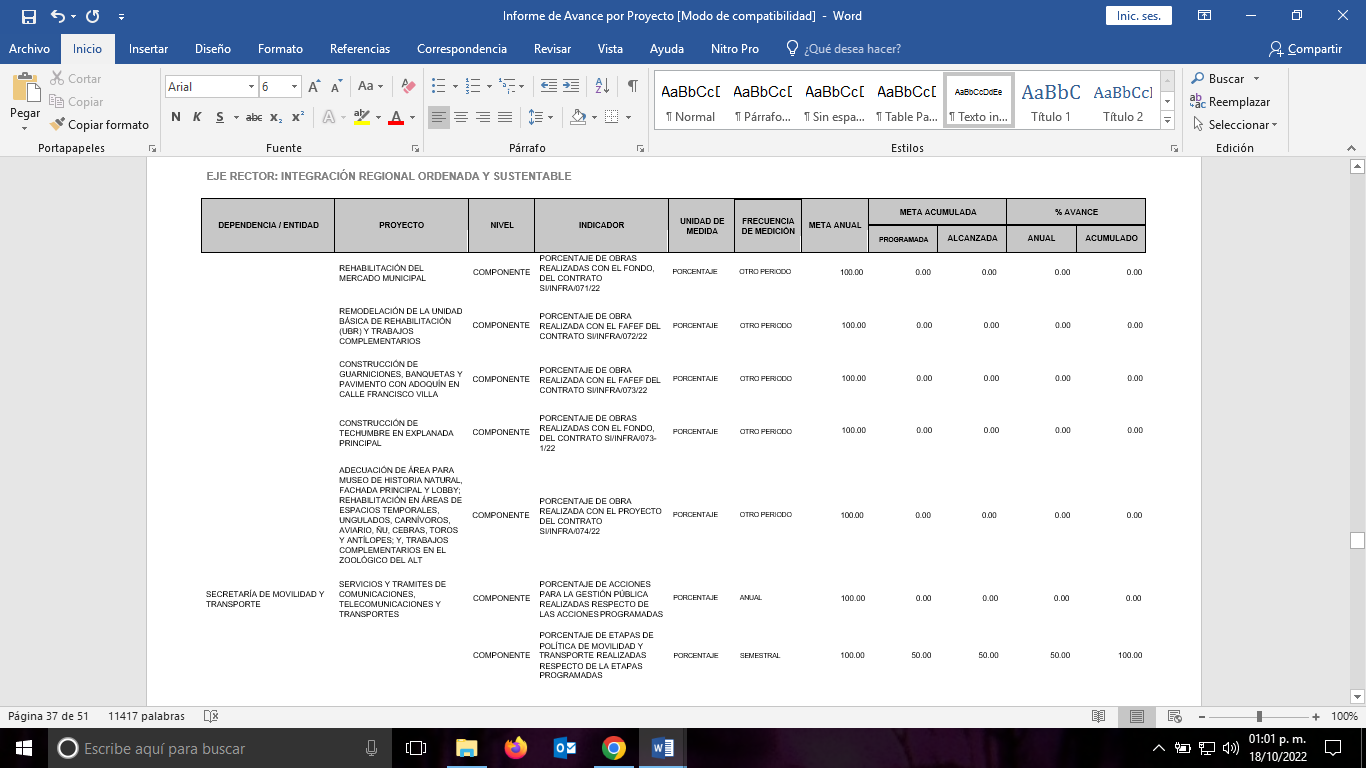 Informe de Avance por Proyecto [Modo de compatibilidad] - Word
Inic. ses.
Archivo Inicio Insertar Diseño Formato Referencias Correspondencia Revisar Vista Ayuda Nitro Pro ¿Qué desea hacer? Compartir
Pegar
Cortar
Copiar
Copiar formato
Portapapeles
Arial 6
N K S abc x₂ x²
Fuente
Párrafo
AaBbCcI AaBbCcD AaBbCcD AaBbCcD AaBbCcDdEe AaBbC AaBbCcI
¶ Normal ¶ Párrafo... ¶ Sin espa... ¶ Table Pa... ¶ Texto in... Título 1 Título 2
Estilos
Buscar
Reemplazar
Seleccionar
Edición
EJE RECTOR: INTEGRACIÓN REGIONAL ORDENADA Y SUSTENTABLE
DEPENDENCIA / ENTIDAD
PROYECTO
NIVEL
INDICADOR
UNIDAD DE
MEDIDA
FRECUENCIA
DE MEDICIÓN
META ANUAL
META ACUMULADA
PROGRAMADA ALCANZADA
% AVANCE
ANUAL ACUMULADO
REHABILITACIÓN DEL
MERCADO MUNICIPAL
COMPONENTE
PORCENTAJE DE OBRAS
REALIZADAS CON EL FONDO,
DEL CONTRATO
SI/INFRA/071/22
PORCENTAJE OTRO PERIODO 100.00 0.00 0.00 0.00 0.00
REMODELACIÓN DE LA UNIDAD
BÁSICA DE REHABILITACIÓN
(UBR) Y TRABAJOS
COMPLEMENTARIOS
COMPONENTE
PORCENTAJE DE OBRA
REALIZADA CON EL FAFEF DEL
CONTRATO SI/INFRA/072/22
PORCENTAJE OTRO PERIODO 100.00 0.00 0.00 0.00 0.00
CONSTRUCCIÓN DE
GUARNICIONES, BANQUETAS Y
PAVIMENTO CON ADOQUÍN EN
CALLE FRANCISCO VILLA
COMPONENTE
PORCENTAJE DE OBRA
REALIZADA CON EL FAFEF DEL
CONTRATO SI/INFRA/073/22
PORCENTAJE OTRO PERIODO 100.00 0.00 0.00 0.00 0.00
CONSTRUCCIÓN DE
TECHUMBRE EN EXPLANADA
PRINCIPAL
COMPONENTE
PORCENTAJE DE OBRAS
REALIZADAS CON EL FONDO,
DEL CONTRATO SI/INFRA/073-
1/22
PORCENTAJE OTRO PERIODO 100.00 0.00 0.00 0.00 0.00
ADECUACIÓN DE ÁREA PARA
MUSEO DE HISTORIA NATURAL,
FACHADA PRINCIPAL Y LOBBY;
REHABILITACIÓN EN ÁREAS DE
ESPACIOS TEMPORALES,
UNGULADOS, CARNÍVOROS,
AVIARIO, ÑU, CEBRAS, TOROS
Y ANTÍLOPES; Y, TRABAJOS
COMPLEMENTARIOS EN EL
ZOOLÓGICO DEL ALT
COMPONENTE
PORCENTAJE DE OBRA
REALIZADA CON EL PROYECTO
DEL CONTRATO
SI/INFRA/074/22
PORCENTAJE OTRO PERIODO 100.00 0.00 0.00 0.00 0.00
SECRETARÍA DE MOVILIDAD Y
TRANSPORTE
SERVICIOS Y TRAMITES DE
COMUNICACIONES,
TELECOMUNICACIONES Y
TRANSPORTES
COMPONENTE
PORCENTAJE DE ACCIONES
PARA LA GESTIÓN PÚBLICA
REALIZADAS RESPECTO DE
LAS ACCIONES PROGRAMADAS
PORCENTAJE ANUAL 100.00 0.00 0.00 0.00 0.00
COMPONENTE
PORCENTAJE DE ETAPAS DE
POLÍTICA DE MOVILIDAD Y
TRANSPORTE REALIZADAS
RESPECTO DE LA ETAPAS
PROGRAMADAS
PORCENTAJE SEMESTRAL 100.00 50.00 50.00 50.00 100.00
Página 37 de 51 11417 palabras 100%
Escribe aquí para buscar
01:01 p. m.
18/10/2022